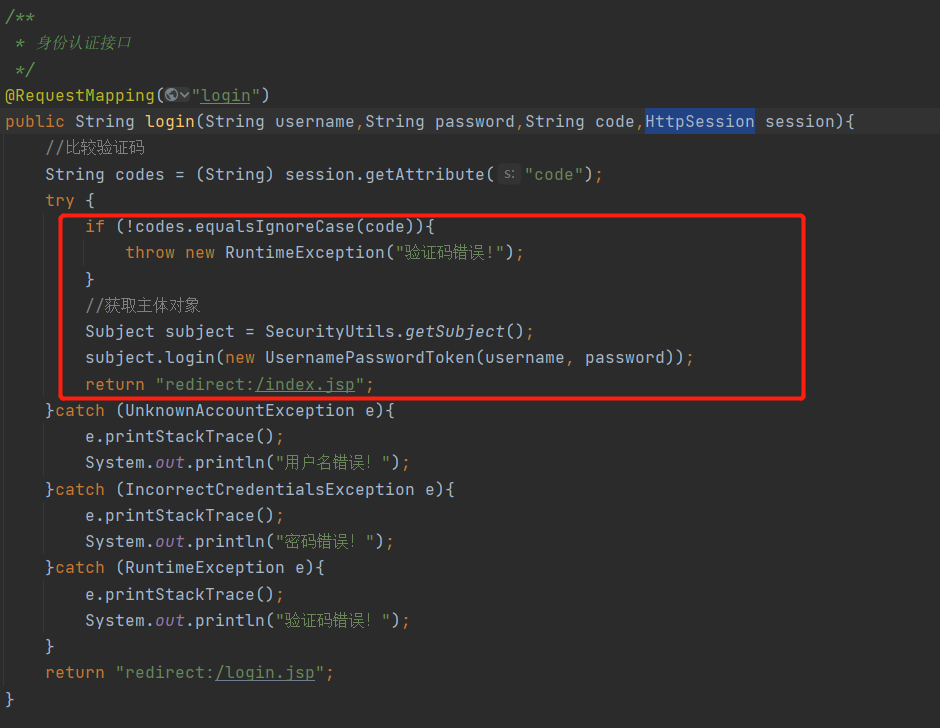 /**
 * 身份认证接口
 */
@RequestMapping("login")
public String login(String username,String password,String code,HttpSession session){
    //比较验证码
    String codes = (String) session.getAttribute( s: "code");
    try {
        if (!codes.equalsIgnoreCase(code)){
            throw new RuntimeException("验证码错误!");
        }
        //获取主体对象
        Subject subject = SecurityUtils.getSubject();
        subject.login(new UsernamePasswordToken(username, password));
        return "redirect:/index.jsp";
    }catch (UnknownAccountException e){
        e.printStackTrace();
        System.out.println("用户名错误！");
    }catch (IncorrectCredentialsException e){
        e.printStackTrace();
        System.out.println("密码错误！");
    }catch (RuntimeException e){
        e.printStackTrace();
        System.out.println("验证码错误！");
    }
    return "redirect:/login.jsp";
}